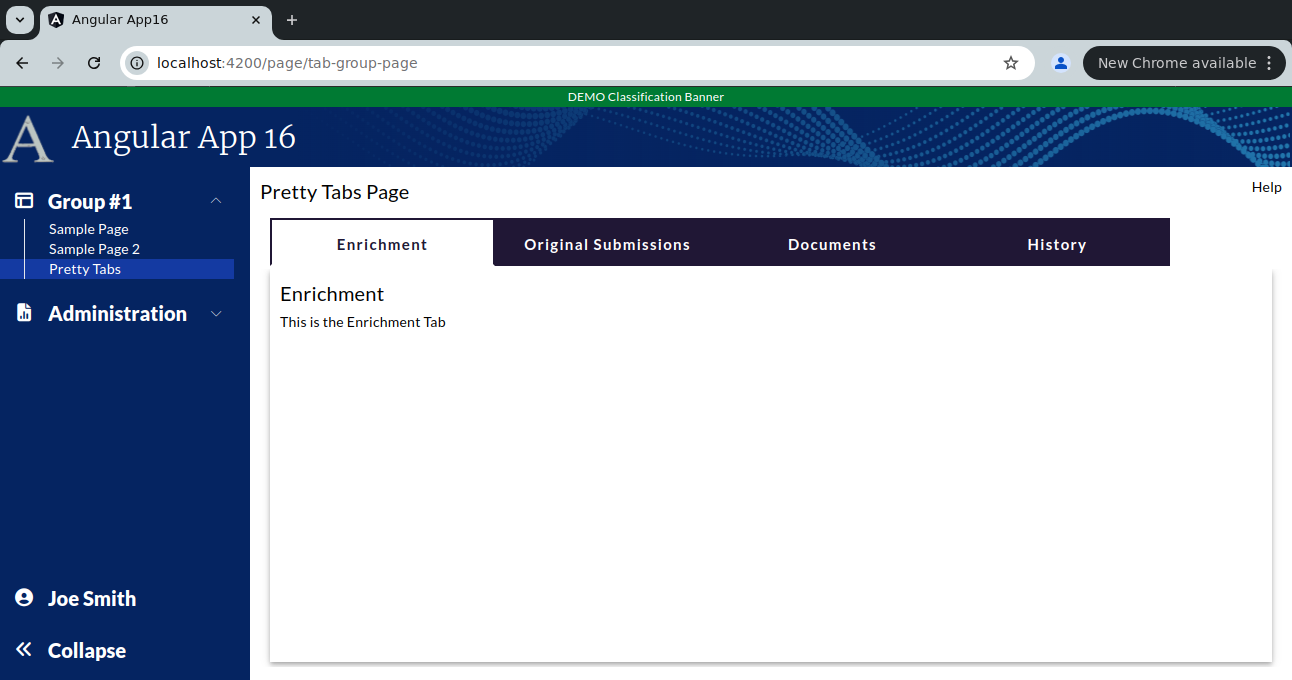 Angular App16
localhost:4200/page/tab-group-page
New Chrome available
DEMO Classification Banner
A Angular App 16
Group #1
Sample Page
Sample Page 2
Pretty Tabs
Administration
Joe Smith
Collapse
Pretty Tabs Page
Help
Enrichment Original Submissions Documents History
Enrichment
This is the Enrichment Tab